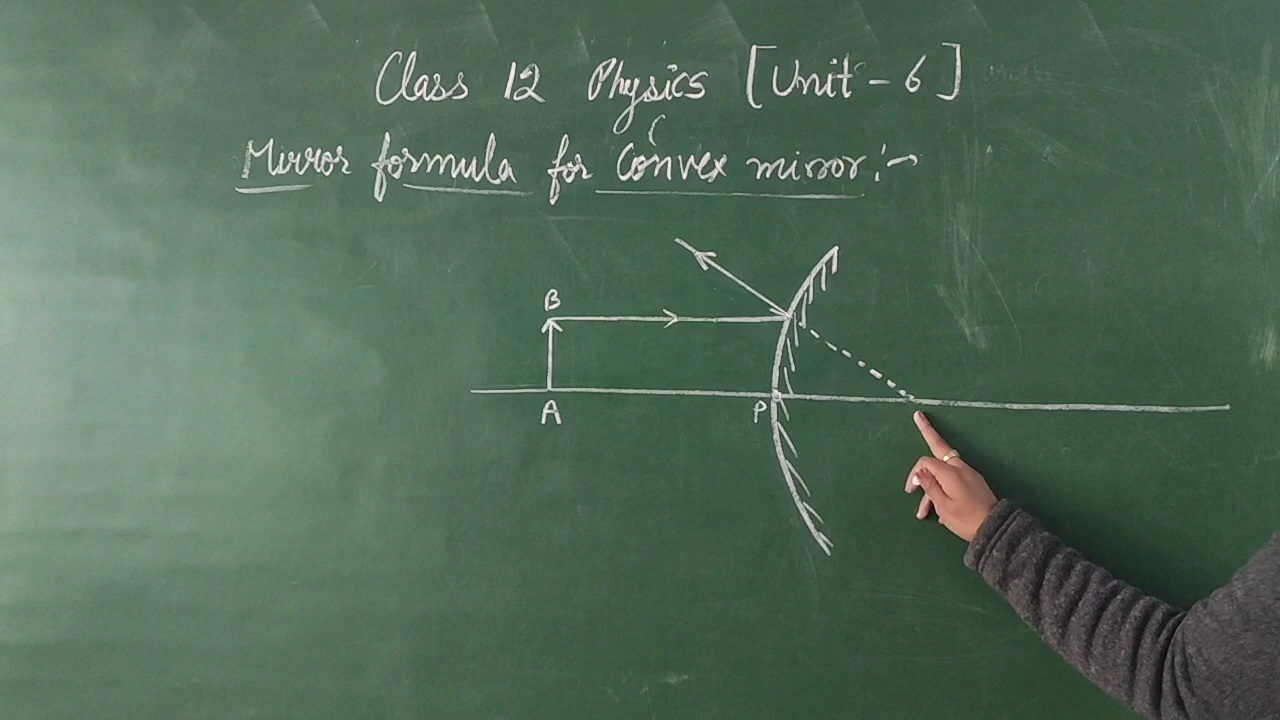 Class 12 Physics [Unit - 6]
Mirror formula for Convex mirror:-
B
A
P